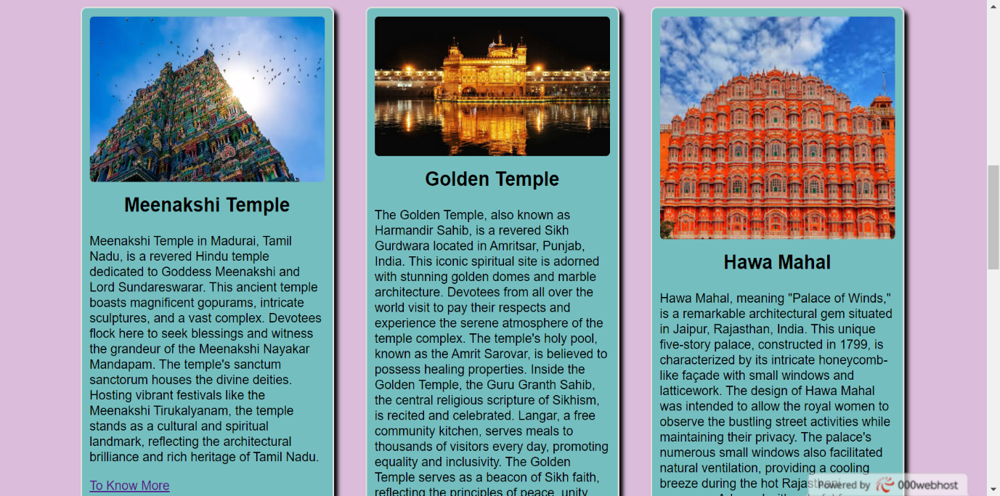 Meenakshi Temple
Meenakshi Temple in Madurai, Tamil
Nadu, is a revered Hindu temple
dedicated to Goddess Meenakshi and
Lord Sundareswarar. This ancient temple
boasts magnificent gopurams, intricate
sculptures, and a vast complex. Devotees
flock here to seek blessings and witness
the grandeur of the Meenakshi Nayakar
Mandapam. The temple's sanctum
sanctorum houses the divine deities.
Hosting vibrant festivals like the
Meenakshi Tirukalyanam, the temple
stands as a cultural and spiritual
landmark, reflecting the architectural
brilliance and rich heritage of Tamil Nadu.
To Know More
Golden Temple
The Golden Temple, also known as
Harmandir Sahib, is a revered Sikh
Gurdwara located in Amritsar, Punjab,
India. This iconic spiritual site is adorned
with stunning golden domes and marble
architecture. Devotees from all over the
world visit to pay their respects and
experience the serene atmosphere of the
temple complex. The temple's holy pool,
known as the Amrit Sarovar, is believed to
possess healing properties. Inside the
Golden Temple, the Guru Granth Sahib,
the central religious scripture of Sikhism,
is recited and celebrated. Langar, a free
community kitchen, serves meals to
thousands of visitors every day, promoting
equality and inclusivity. The Golden
Temple serves as a beacon of Sikh faith,
reflecting the principles of peace, unity
Hawa Mahal
Hawa Mahal, meaning "Palace of Winds,"
is a remarkable architectural gem situated
in Jaipur, Rajasthan, India. This unique
five-story palace, constructed in 1799, is
characterized by its intricate honeycomb-
like façade with small windows and
latticework. The design of Hawa Mahal
was intended to allow the royal women to
observe the bustling street activities while
maintaining their privacy. The palace's
numerous small windows also facilitated
natural ventilation, providing a cooling
breeze during the hot Rajasthani
Powered by 000webhost